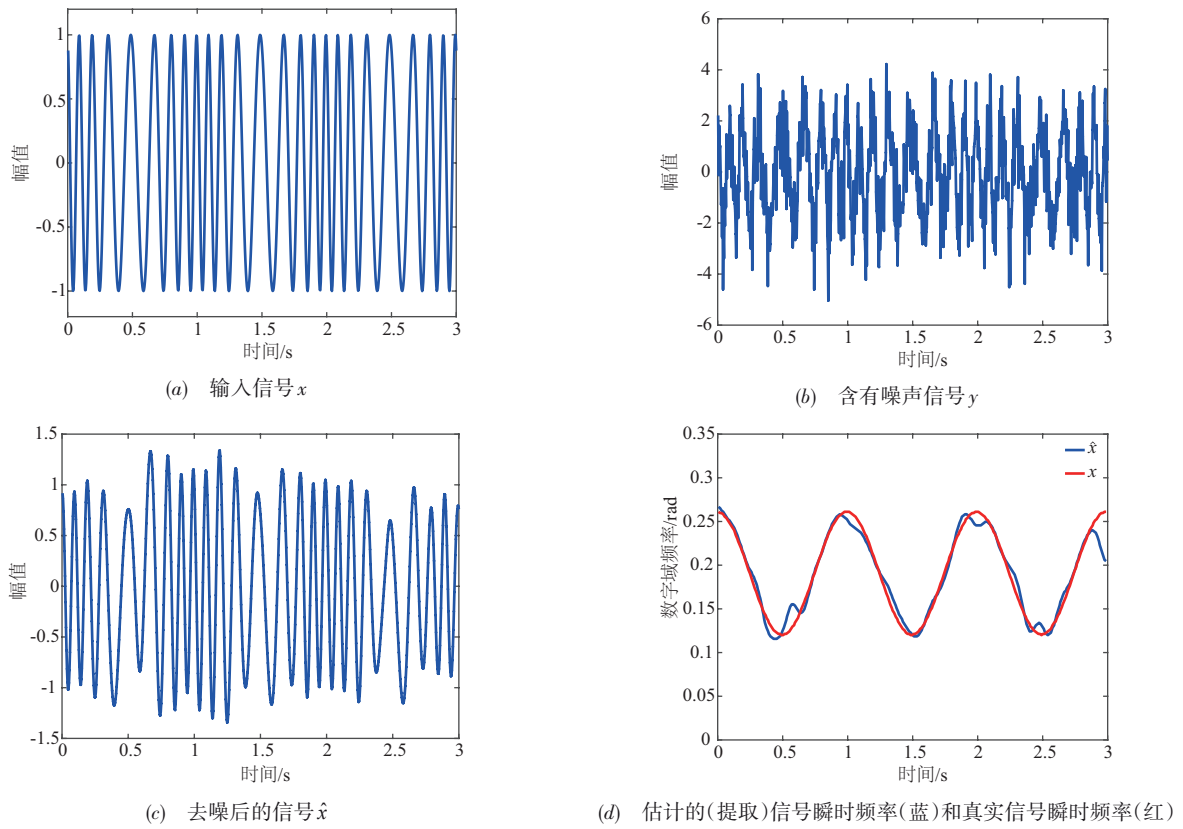 1
0.5
0
-0.5
-1
幅值
0 0.5 1 1.5 2 2.5 3
时间/s
(a) 输入信号x
6
4
2
0
-2
-4
-6
幅值
0 0.5 1 1.5 2 2.5 3
时间/s
(b) 含有噪声信号y
1.5
1
0.5
0
-0.5
-1
-1.5
幅值
0 0.5 1 1.5 2 2.5 3
时间/s
(c) 去噪后的信号x̂
0.35
0.3
0.25
0.2
0.15
0.1
0.05
0
数字域频率/rad
x̂
x
0 0.5 1 1.5 2 2.5 3
时间/s
(d) 估计的(提取)信号瞬时频率(蓝)和真实信号瞬时频率(红)